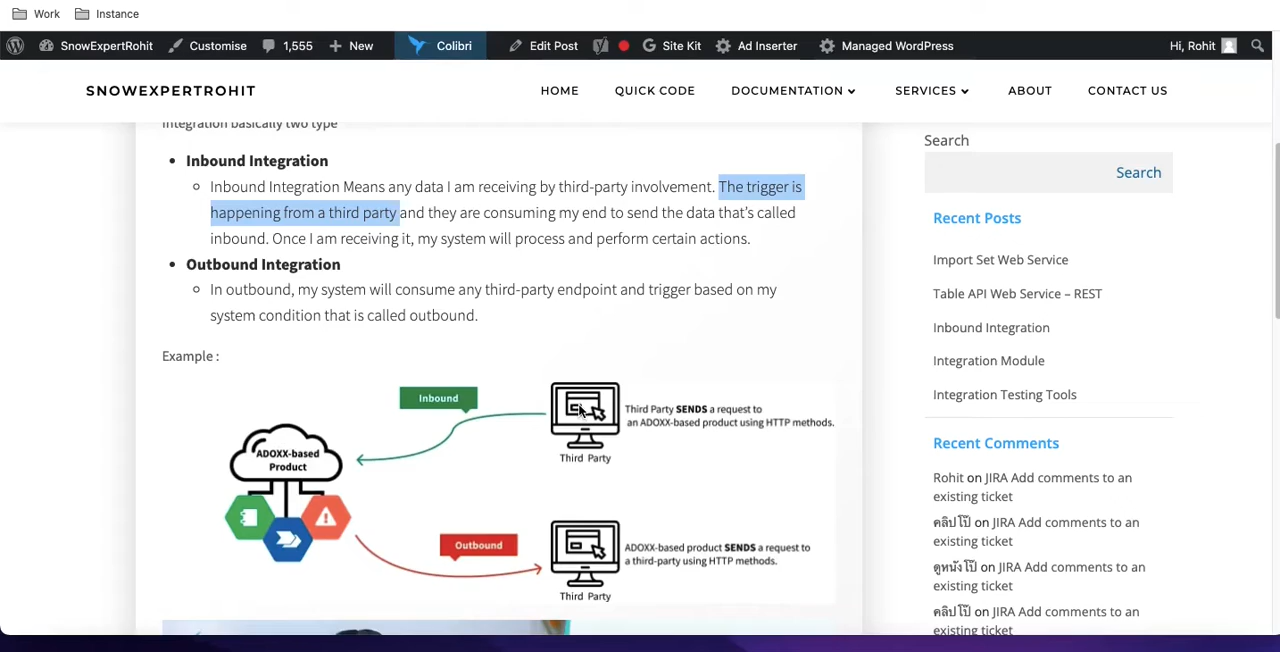 Work Instance
SnowExpertRohit Customise 1,555 New Colibri Edit Post Site Kit Ad Inserter Managed WordPress Hi, Rohit
SNOWEXPERTROHIT HOME QUICK CODE DOCUMENTATION SERVICES ABOUT CONTACT US
Integration basically two type
• Inbound Integration
Inbound Integration Means any data I am receiving by third-party involvement. The trigger is
happening from a third party and they are consuming my end to send the data that’s called
inbound. Once I am receiving it, my system will process and perform certain actions.
• Outbound Integration
In outbound, my system will consume any third-party endpoint and trigger based on my
system condition that is called outbound.
Example :
Inbound
Third Party SENDS a request to
an ADOXX-based product using HTTP methods.
Third Party
ADOXX-based
Product
Outbound
ADOXX-based product SENDS a request to
a third-party using HTTP methods.
Third Party
Search
Search
Recent Posts
Import Set Web Service
Table API Web Service – REST
Inbound Integration
Integration Module
Integration Testing Tools
Recent Comments
Rohit on JIRA Add comments to an
existing ticket
คลิปโป๊ on JIRA Add comments to an
existing ticket
ดูหนังโป๊ on JIRA Add comments to an
existing ticket
คลิปโป๊ on JIRA Add comments to an
existing ticket